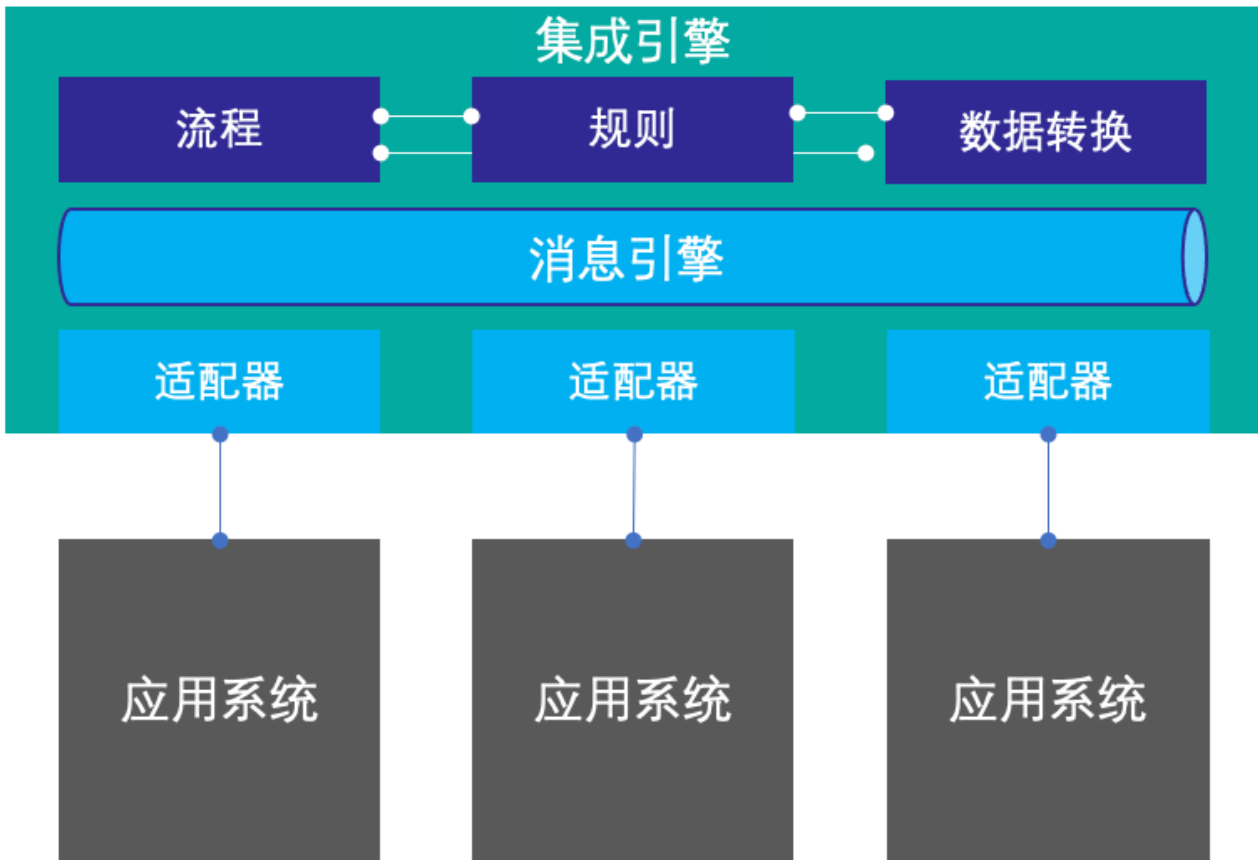 集成引擎
流程
规则
数据转换
消息引擎
适配器
适配器
适配器
应用系统
应用系统
应用系统